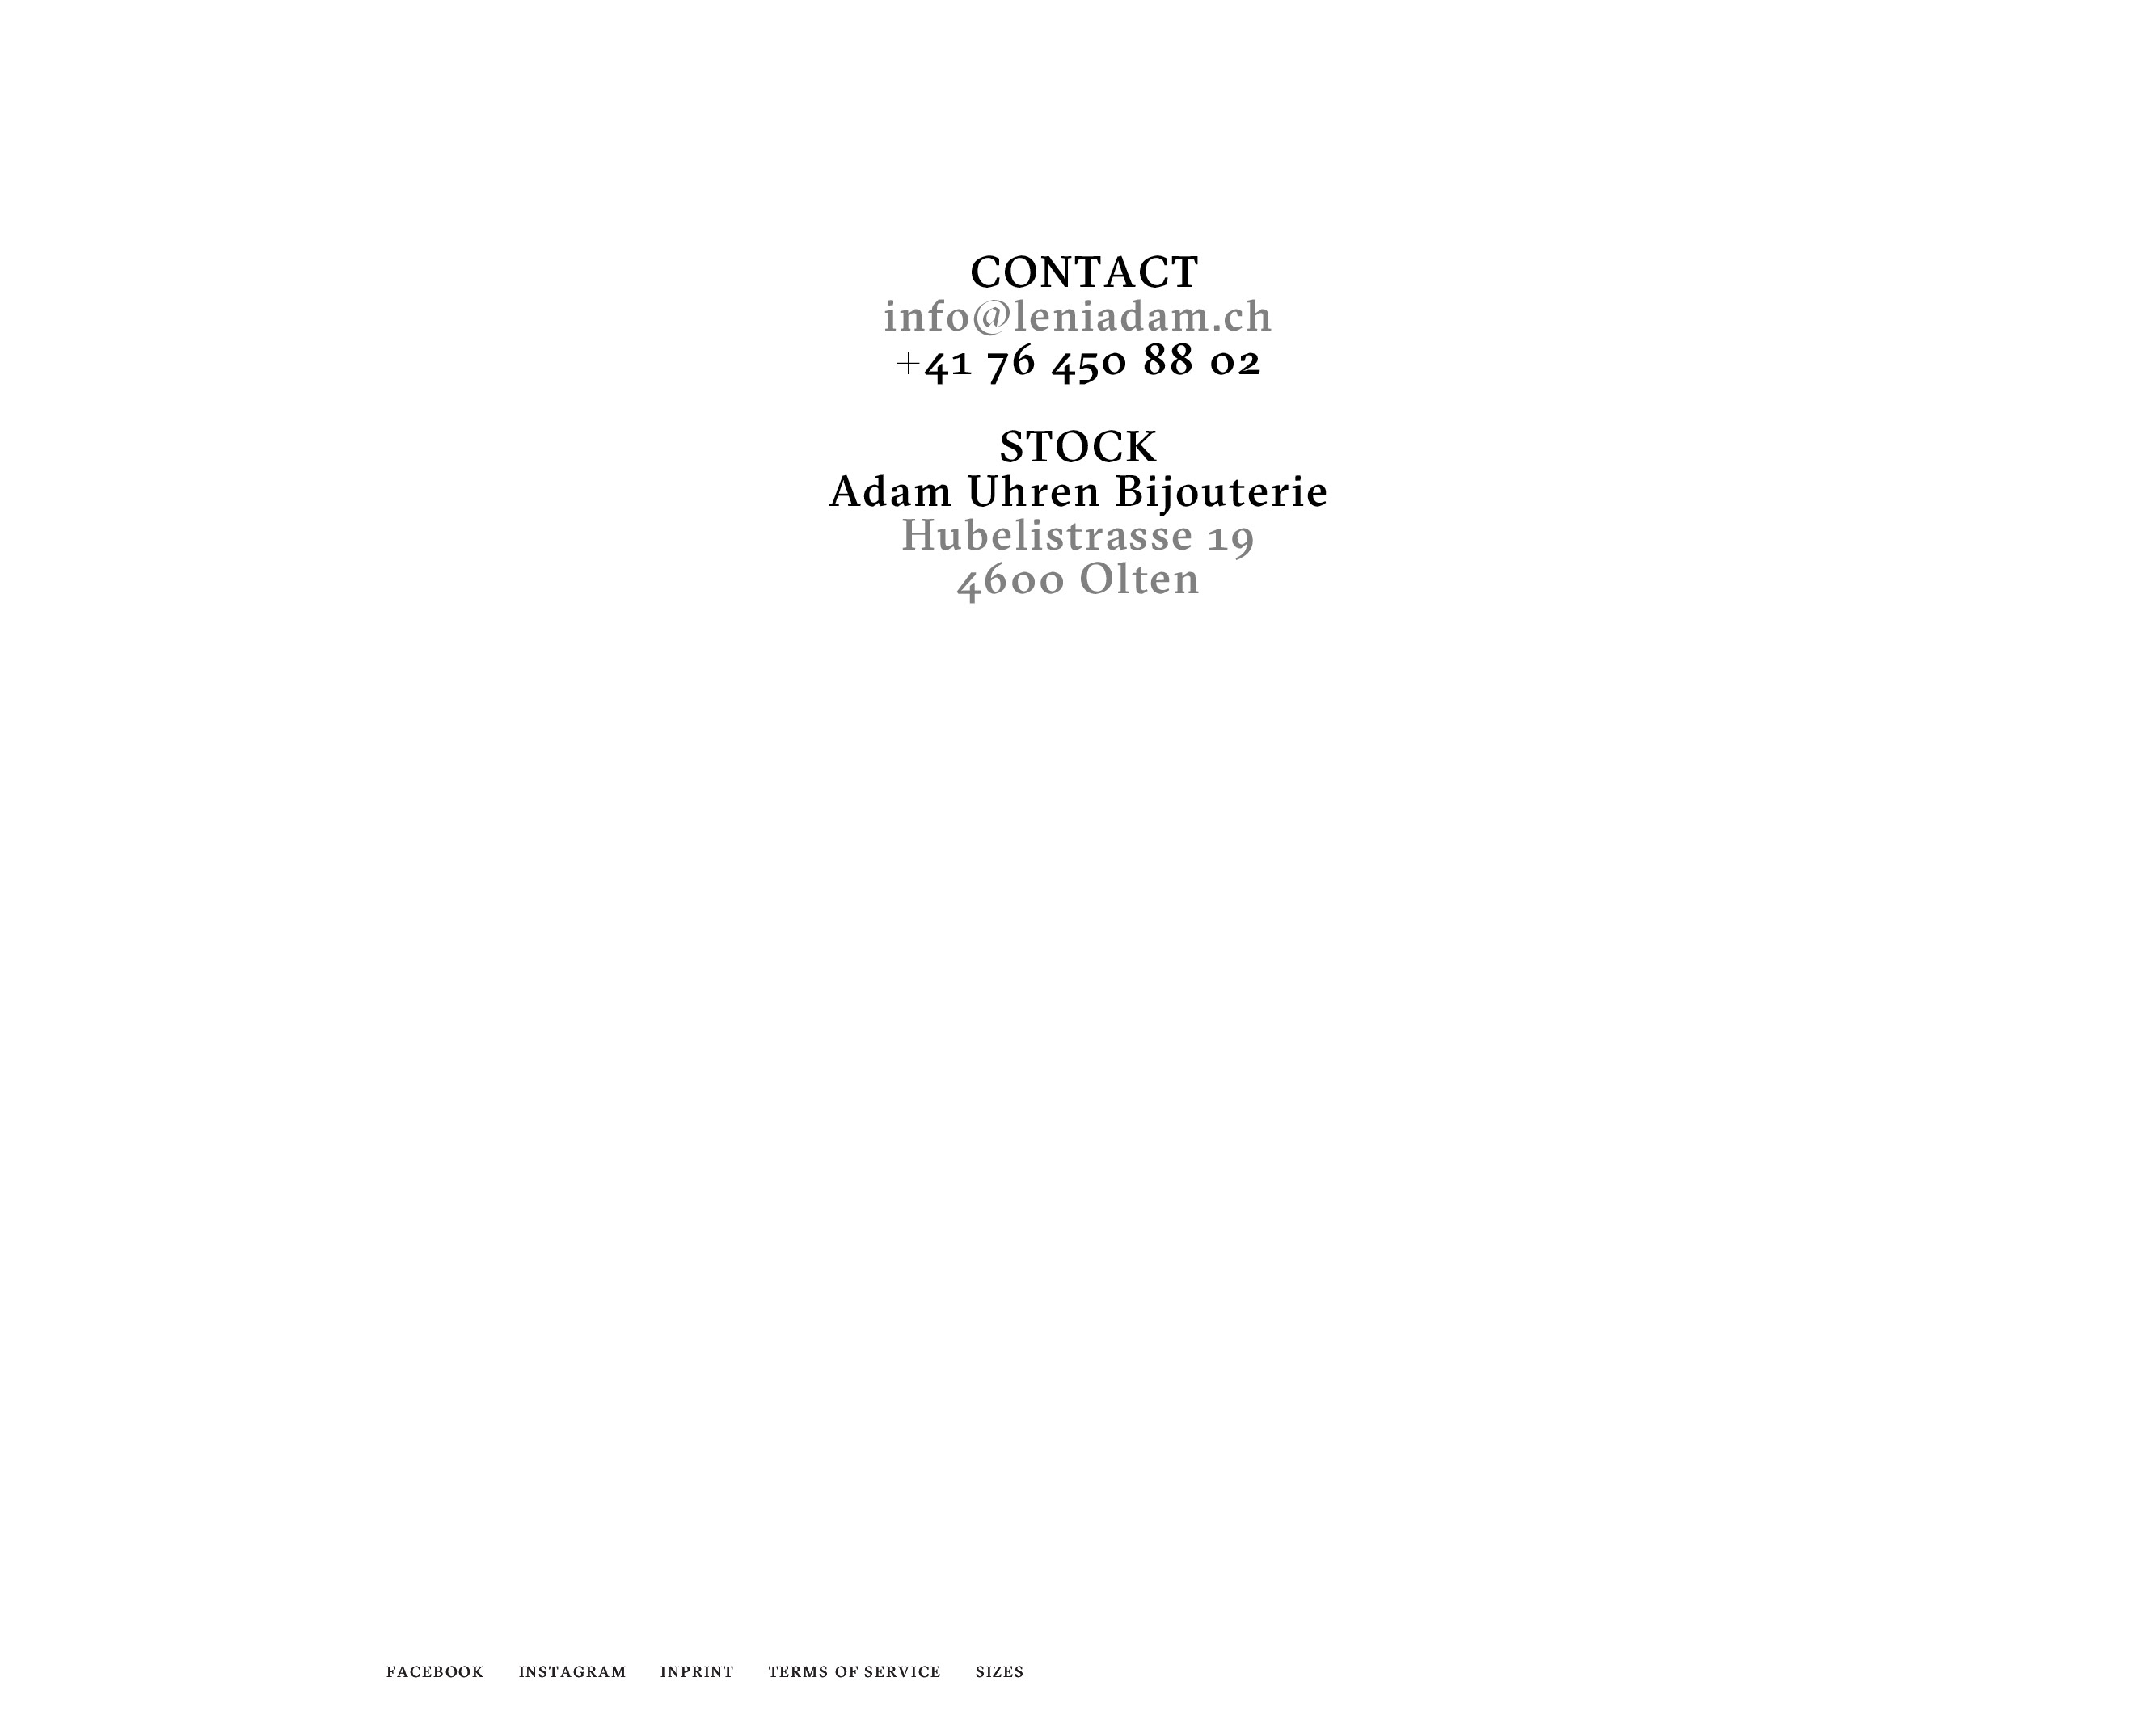 CONTACT
info@leniadam.ch
+41 76 450 88 02
STOCK
Adam Uhren Bijouterie
Hubelistrasse 19
4600 Olten
FACEBOOK INSTAGRAM INPRINT TERMS OF SERVICE SIZES